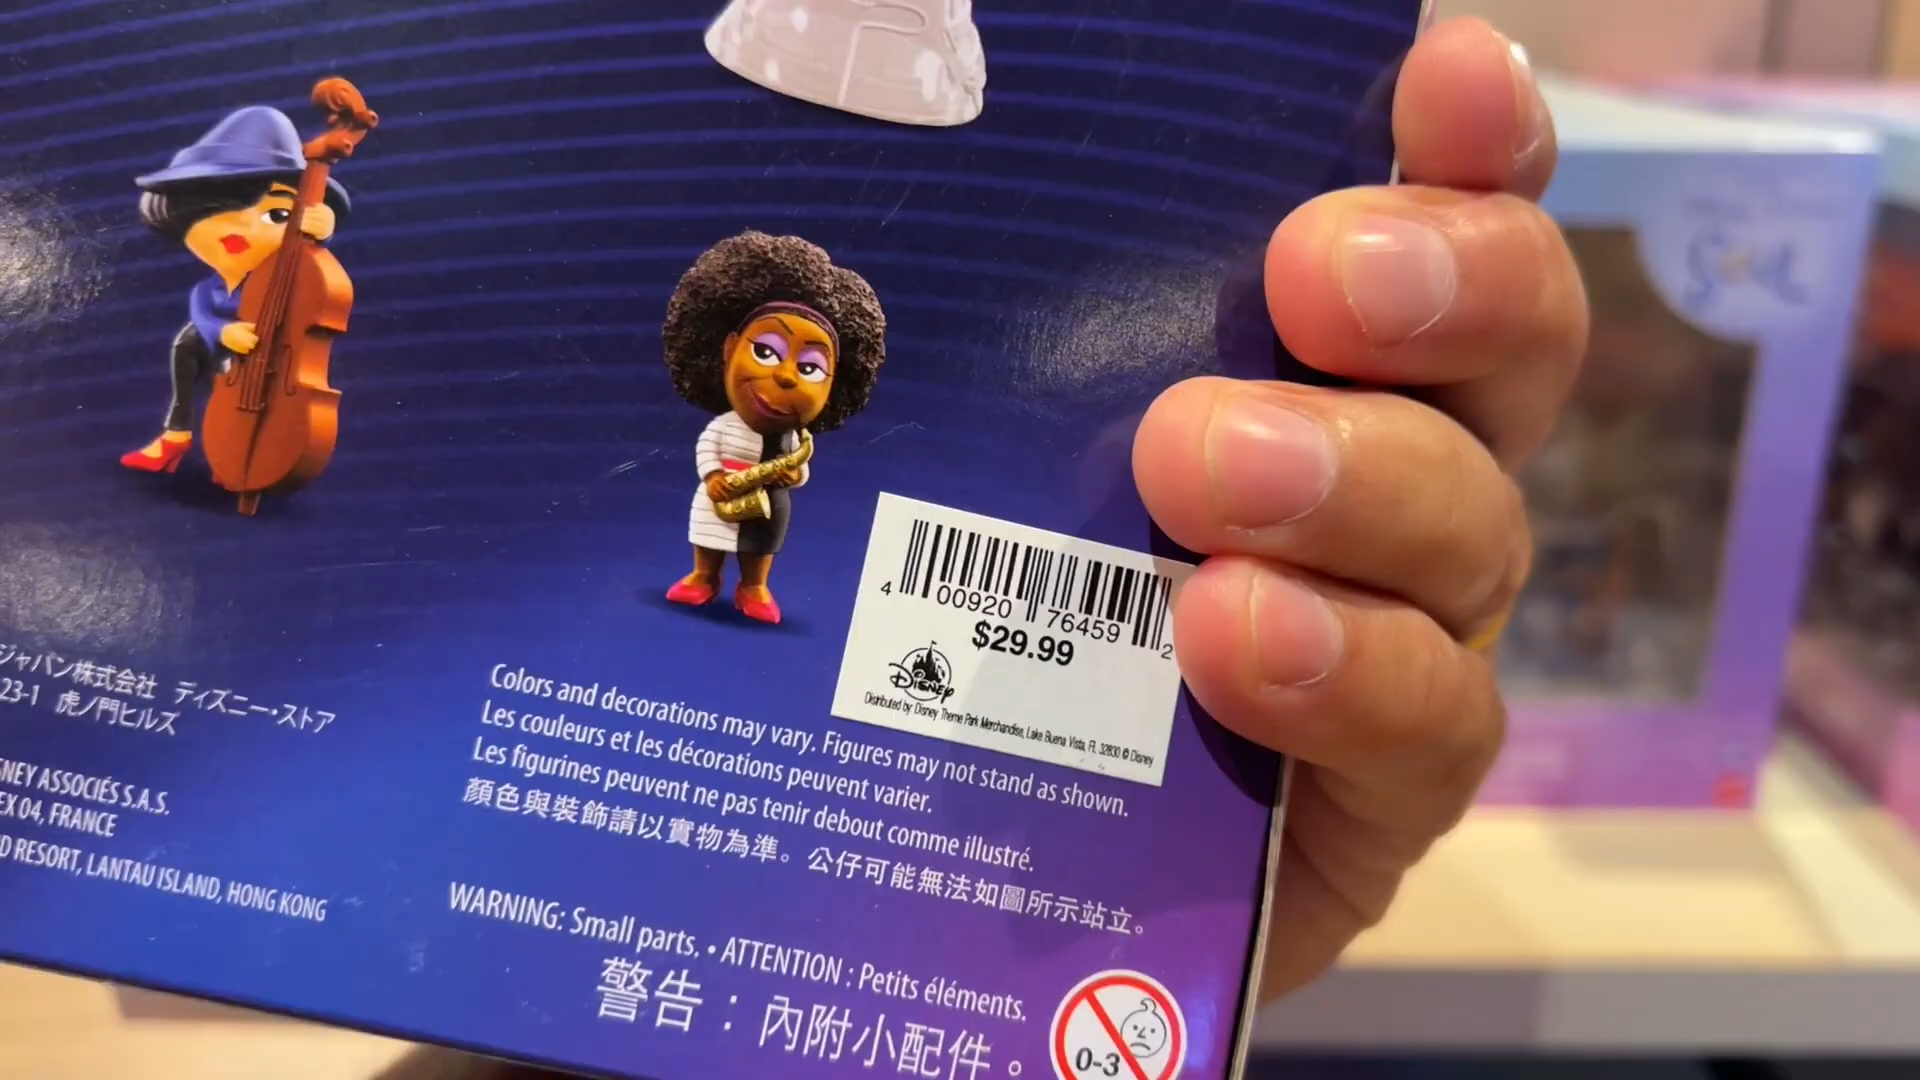 4 00920 76459 2
$29.99
Disney
Distributed by Disney Theme Park Merchandise, Lake Buena Vista, FL 32830 © Disney
ジャパン株式会社 ディズニー・ストア
23-1 虎ノ門ヒルズ
SNEY ASSOCIÉS S.A.S.
EX 04, FRANCE
D RESORT, LANTAU ISLAND, HONG KONG
Colors and decorations may vary. Figures may not stand as shown.
Les couleurs et les décorations peuvent varier.
Les figurines peuvent ne pas tenir debout comme illustré.
顏色與裝飾請以實物為準。公仔可能無法如圖所示站立。
WARNING: Small parts. • ATTENTION : Petits éléments.
警告：內附小配件。
0-3
Soul